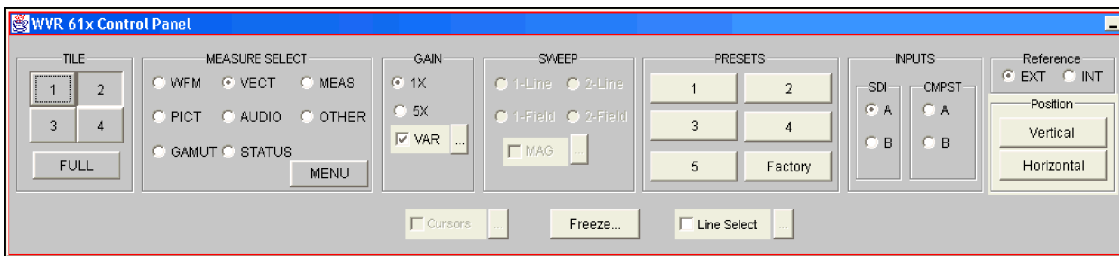 WVR 61x Control Panel
TILE
1 2
3 4
FULL
MEASURE SELECT
WFM VECT MEAS
PICT AUDIO OTHER
GAMUT STATUS
MENU
GAIN
1X
5X
VAR ...
SWEEP
1-Line 2-Line
1-Field 2-Field
MAG ...
PRESETS
1 2
3 4
5 Factory
INPUTS
SDI CMPST
A A
B B
Reference
EXT INT
Position
Vertical
Horizontal
Cursors ...
Freeze...
Line Select ...